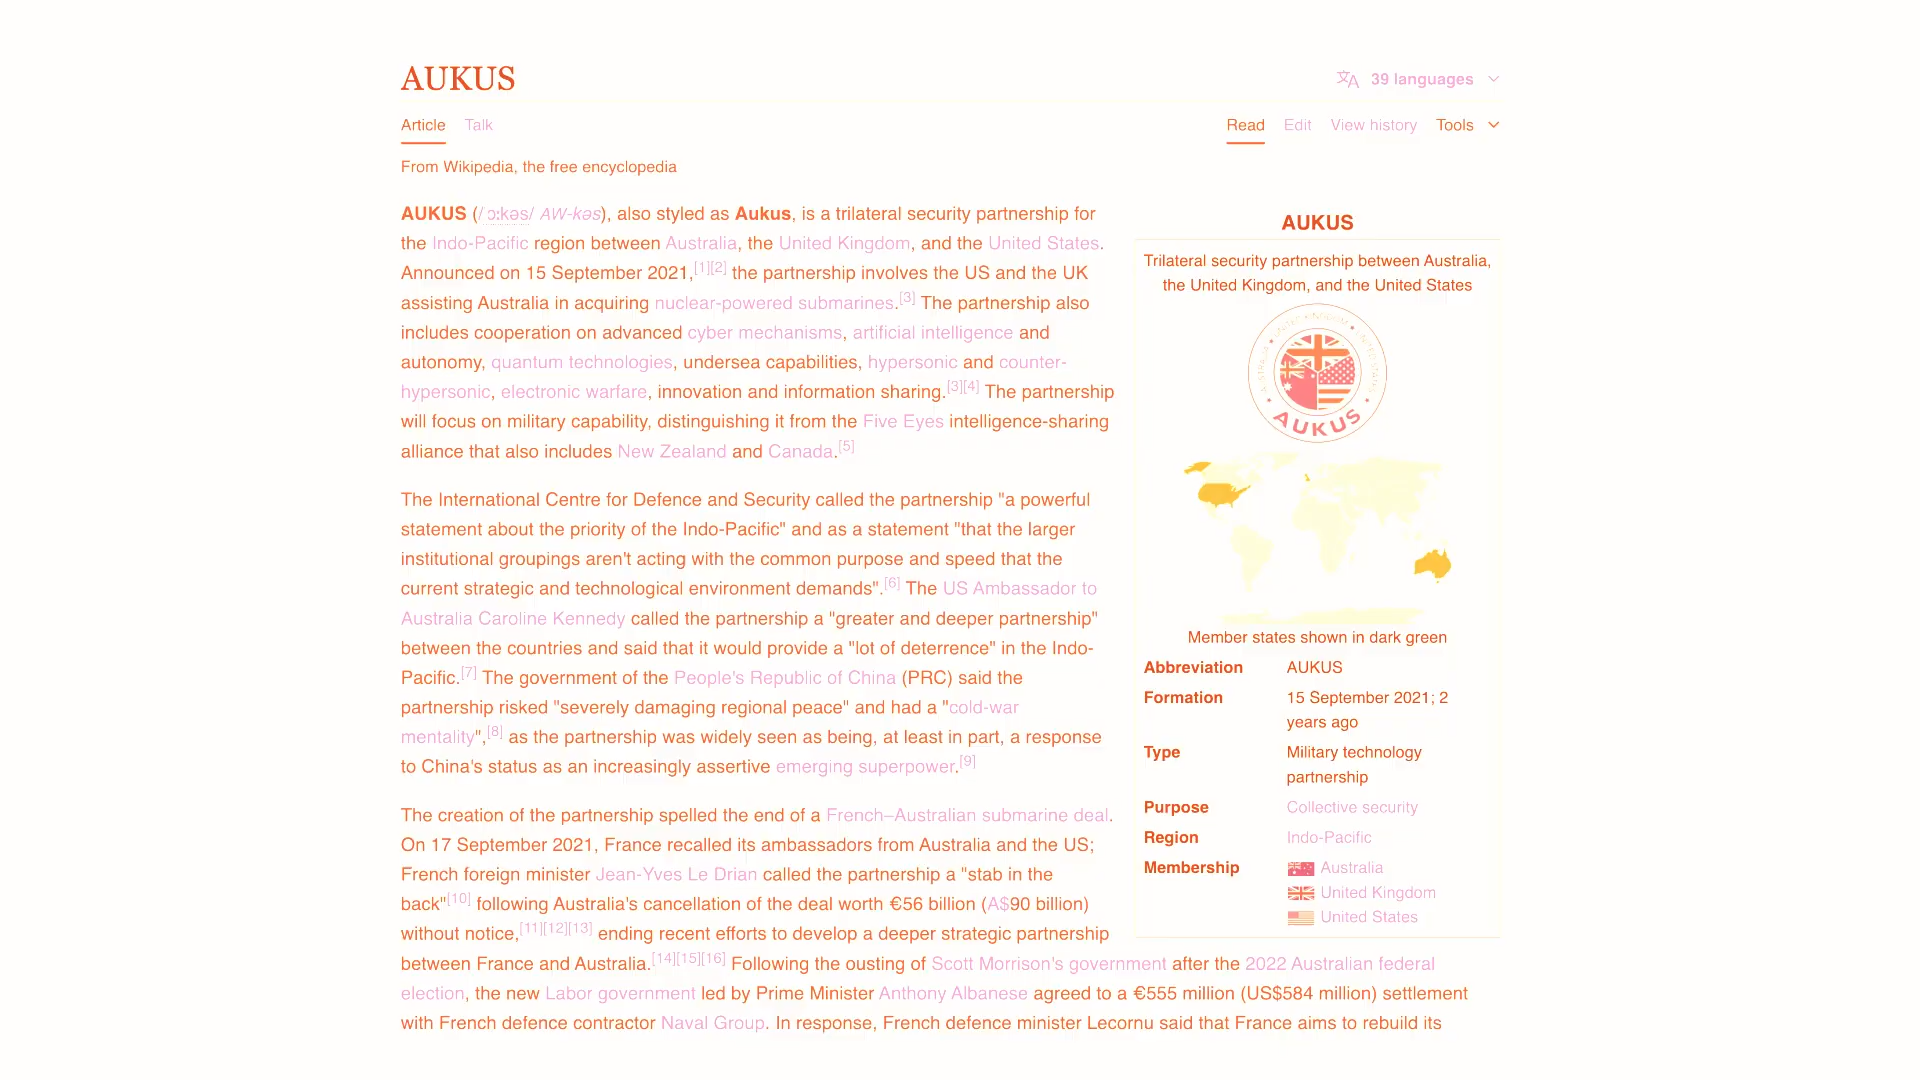 AUKUS
39 languages
Article Talk
Read Edit View history Tools
From Wikipedia, the free encyclopedia
AUKUS (/ˈɔːkəs/ AW-kəs), also styled as Aukus, is a trilateral security partnership for
the Indo-Pacific region between Australia, the United Kingdom, and the United States.
Announced on 15 September 2021,[1][2] the partnership involves the US and the UK
assisting Australia in acquiring nuclear-powered submarines.[3] The partnership also
includes cooperation on advanced cyber mechanisms, artificial intelligence and
autonomy, quantum technologies, undersea capabilities, hypersonic and counter-
hypersonic, electronic warfare, innovation and information sharing.[3][4] The partnership
will focus on military capability, distinguishing it from the Five Eyes intelligence-sharing
alliance that also includes New Zealand and Canada.[5]
The International Centre for Defence and Security called the partnership "a powerful
statement about the priority of the Indo-Pacific" and as a statement "that the larger
institutional groupings aren't acting with the common purpose and speed that the
current strategic and technological environment demands".[6] The US Ambassador to
Australia Caroline Kennedy called the partnership a "greater and deeper partnership"
between the countries and said that it would provide a "lot of deterrence" in the Indo-
Pacific.[7] The government of the People's Republic of China (PRC) said the
partnership risked "severely damaging regional peace" and had a "cold-war
mentality",[8] as the partnership was widely seen as being, at least in part, a response
to China's status as an increasingly assertive emerging superpower.[9]
The creation of the partnership spelled the end of a French–Australian submarine deal.
On 17 September 2021, France recalled its ambassadors from Australia and the US;
French foreign minister Jean-Yves Le Drian called the partnership a "stab in the
back"[10] following Australia's cancellation of the deal worth €56 billion (A$90 billion)
without notice,[11][12][13] ending recent efforts to develop a deeper strategic partnership
between France and Australia.[14][15][16] Following the ousting of Scott Morrison's government after the 2022 Australian federal
election, the new Labor government led by Prime Minister Anthony Albanese agreed to a €555 million (US$584 million) settlement
with French defence contractor Naval Group. In response, French defence minister Lecornu said that France aims to rebuild its
AUKUS
Trilateral security partnership between Australia,
the United Kingdom, and the United States
AUSTRALIA • UNITED KINGDOM • UNITED STATES
AUKUS
Member states shown in dark green
Abbreviation AUKUS
Formation 15 September 2021; 2
years ago
Type Military technology
partnership
Purpose Collective security
Region Indo-Pacific
Membership Australia
United Kingdom
United States